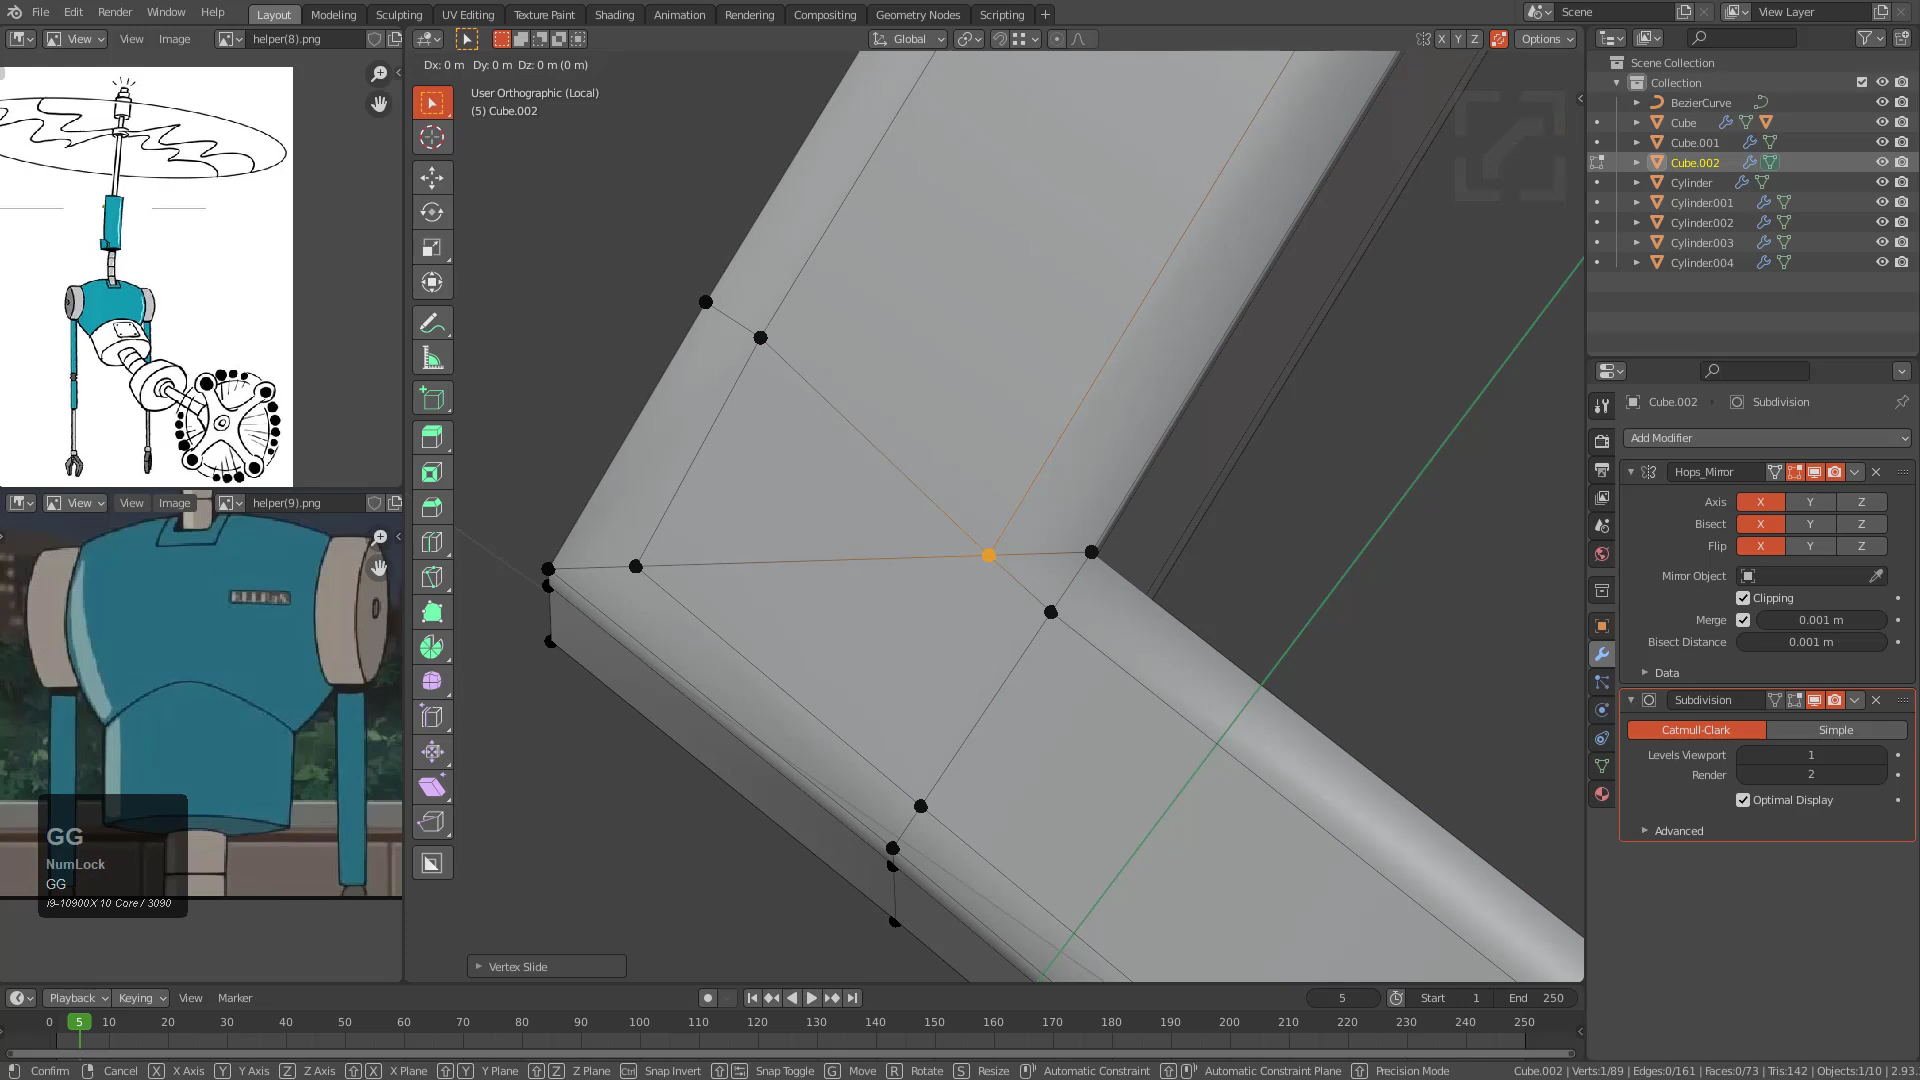 File Edit Render Window Help Layout Modeling Sculpting UV Editing Texture Paint Shading Animation Rendering Compositing Geometry Nodes Scripting + Scene View Layer
View View Image helper(8).png Global X Y Z Options
Dx: 0 m Dy: 0 m Dz: 0 m (0 m)
User Orthographic (Local)
(5) Cube.002
Scene Collection
Collection
BezierCurve
Cube
Cube.001
Cube.002
Cylinder
Cylinder.001
Cylinder.002
Cylinder.003
Cylinder.004
Cube.002 Subdivision
Add Modifier
Hops_Mirror
Axis X Y Z
Bisect X Y Z
Flip X Y Z
Mirror Object
Clipping
Merge 0.001 m
Bisect Distance 0.001 m
Data
Subdivision
Catmull-Clark Simple
Levels Viewport 1
Render 2
Optimal Display
Advanced
View View Image helper(9).png
GG
NumLock
GG
i9-10900X 10 Core / 3090
Vertex Slide
Playback Keying View Marker 5 Start 1 End 250
0 5 10 20 30 40 50 60 70 80 90 100 110 120 130 140 150 160 170 180 190 200 210 220 230 240 250
Confirm Cancel X X Axis Y Y Axis Z Z Axis X X Plane Y Y Plane Z Z Plane Ctrl Snap Invert Snap Toggle G Move R Rotate S Resize Automatic Constraint Automatic Constraint Plane Precision Mode Cube.002 | Verts:1/89 | Edges:0/161 | Faces:0/73 | Tris:142 | Objects:1/10 | 2.93.